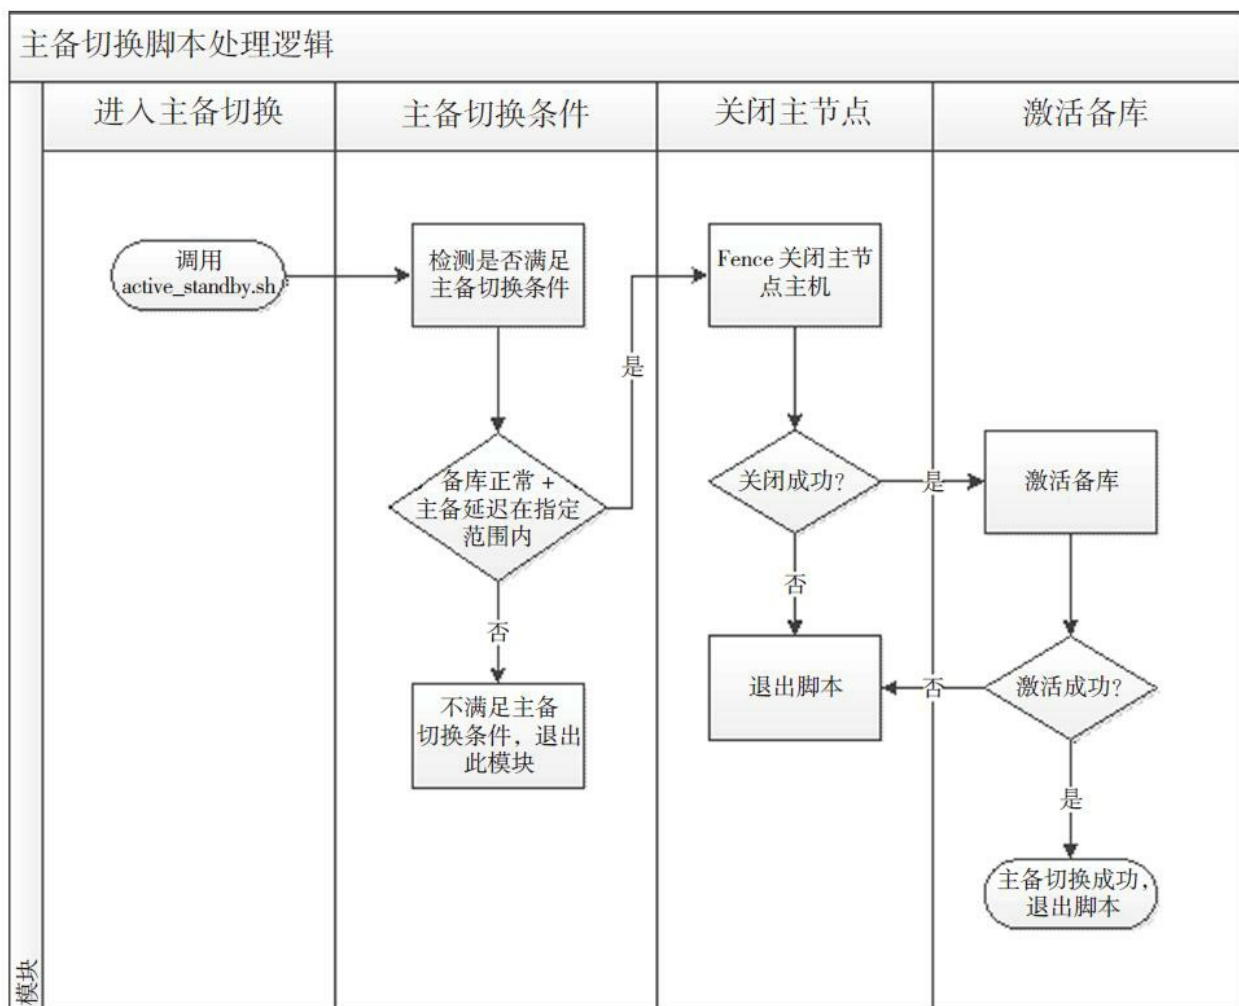 主备切换脚本处理逻辑
进入主备切换
主备切换条件
关闭主节点
激活备库
调用
active_standby.sh
检测是否满足
主备切换条件
Fence 关闭主节
点主机
是
备库正常 +
主备延迟在指定
范围内
关闭成功?
是
激活备库
否
否
不满足主备
切换条件，退出
此模块
退出脚本
否
激活成功?
是
主备切换成功，
退出脚本
模块